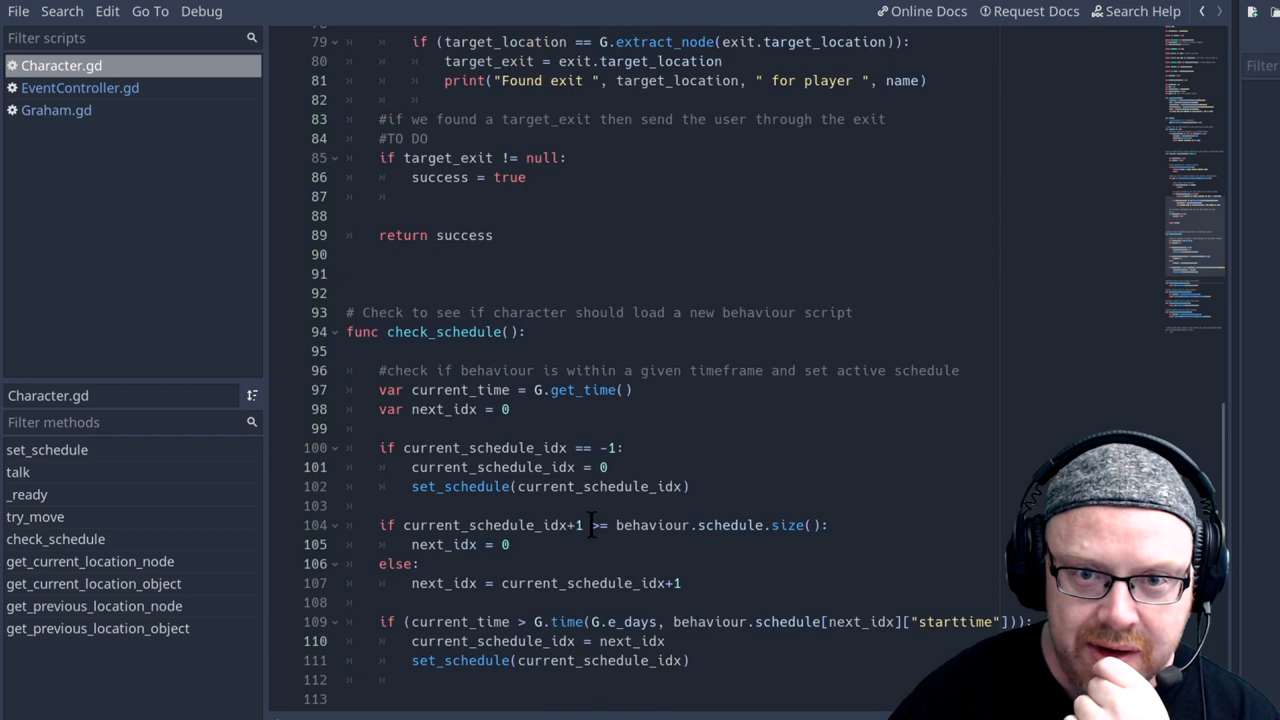 File Search Edit Go To Debug Online Docs Request Docs Search Help
Filter scripts
Character.gd
EventController.gd
Graham.gd
Character.gd
Filter methods
set_schedule
talk
_ready
try_move
check_schedule
get_current_location_node
get_current_location_object
get_previous_location_node
get_previous_location_object
79 if (target_location == G.extract_node(exit.target_location)):
80 target_exit = exit.target_location
81 print("Found exit ", target_location, " for player ", name)
82
83 #if we found a target_exit then send the user through the exit
84 #TO DO
85 if target_exit != null:
86 success = true
87
88
89 return success
90
91
92
93 # Check to see if character should load a new behaviour script
94 func check_schedule():
95
96 #check if behaviour is within a given timeframe and set active schedule
97 var current_time = G.get_time()
98 var next_idx = 0
99
100 if current_schedule_idx == -1:
101 current_schedule_idx = 0
102 set_schedule(current_schedule_idx)
103
104 if current_schedule_idx+1 >= behaviour.schedule.size():
105 next_idx = 0
106 else:
107 next_idx = current_schedule_idx+1
108
109 if (current_time > G.time(G.e_days, behaviour.schedule[next_idx]["starttime"])):
110 current_schedule_idx = next_idx
111 set_schedule(current_schedule_idx)
112
113
Filter